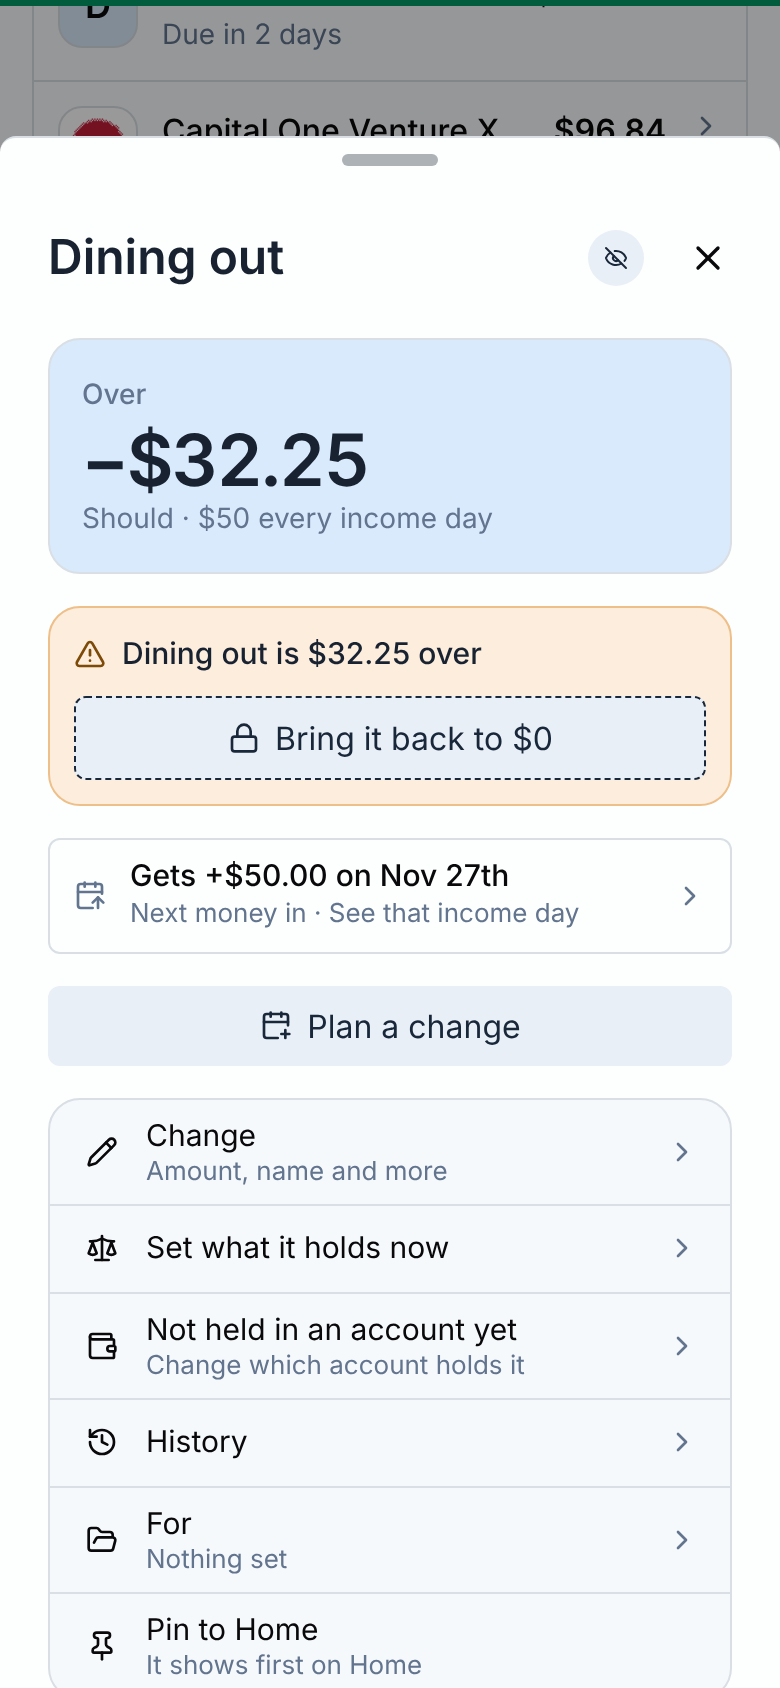 D
Due in 2 days
Capital One Venture X
$96.84
Dining out
Over
–$32.25
Should · $50 every income day
Dining out is $32.25 over
Bring it back to $0
Gets +$50.00 on Nov 27th
Next money in · See that income day
Plan a change
Change
Amount, name and more
Set what it holds now
Not held in an account yet
Change which account holds it
History
For
Nothing set
Pin to Home
It shows first on Home